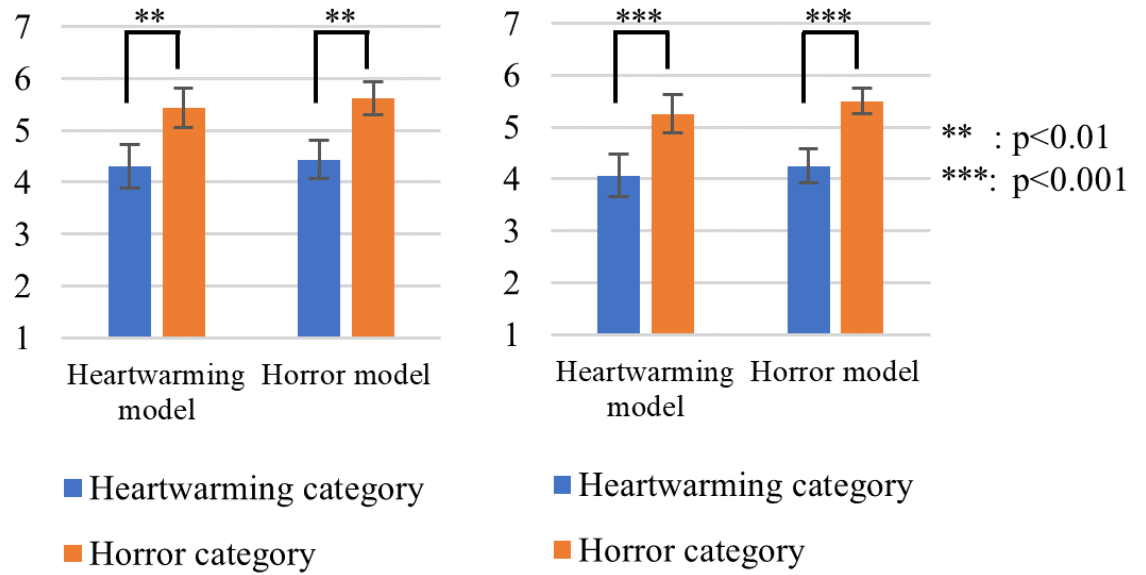 7
6
5
4
3
2
1
**
**
Heartwarming
model
Horror model
Heartwarming category
Horror category
7
6
5
4
3
2
1
***
***
Heartwarming
model
Horror model
Heartwarming category
Horror category
** : p<0.01
***: p<0.001